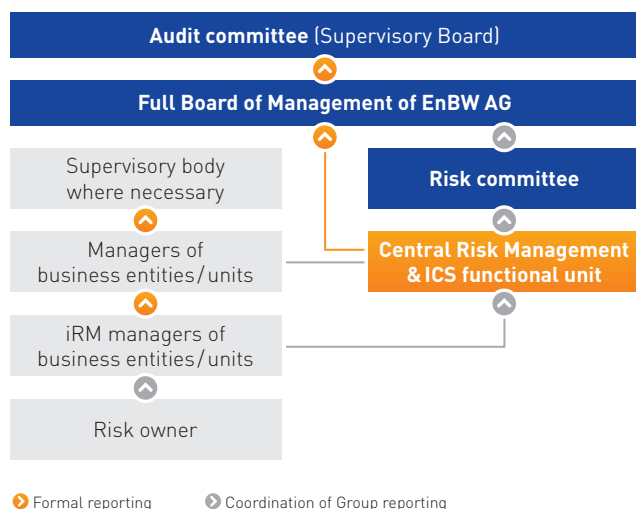 Audit committee (Supervisory Board)
Full Board of Management of EnBW AG
Supervisory body
where necessary
Risk committee
Managers of
business entities/units
Central Risk Management
& ICS functional unit
iRM managers of
business entities/units
Risk owner
Formal reporting
Coordination of Group reporting